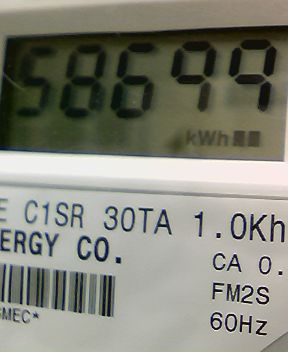 58699
kWh
E C1SR 30TA 1.0Kh
ERGY CO.
CA 0.
FM2S
MEC*
60Hz